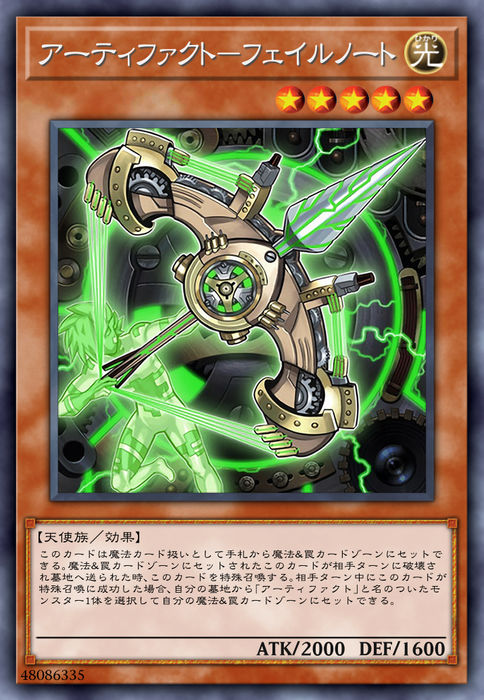 アーティファクト－フェイルノート
光
ひかり
【天使族／効果】
このカードは魔法カード扱いとして手札から魔法&罠カードゾーンにセットで
きる。魔法&罠カードゾーンにセットされたこのカードが相手ターンに破壊さ
れ墓地へ送られた時、このカードを特殊召喚する。相手ターン中にこのカードが
特殊召喚に成功した場合、自分の墓地から「アーティファクト」と名のついたモ
ンスター1体を選択して自分の魔法&罠カードゾーンにセットできる。
ATK/2000 DEF/1600
48086335